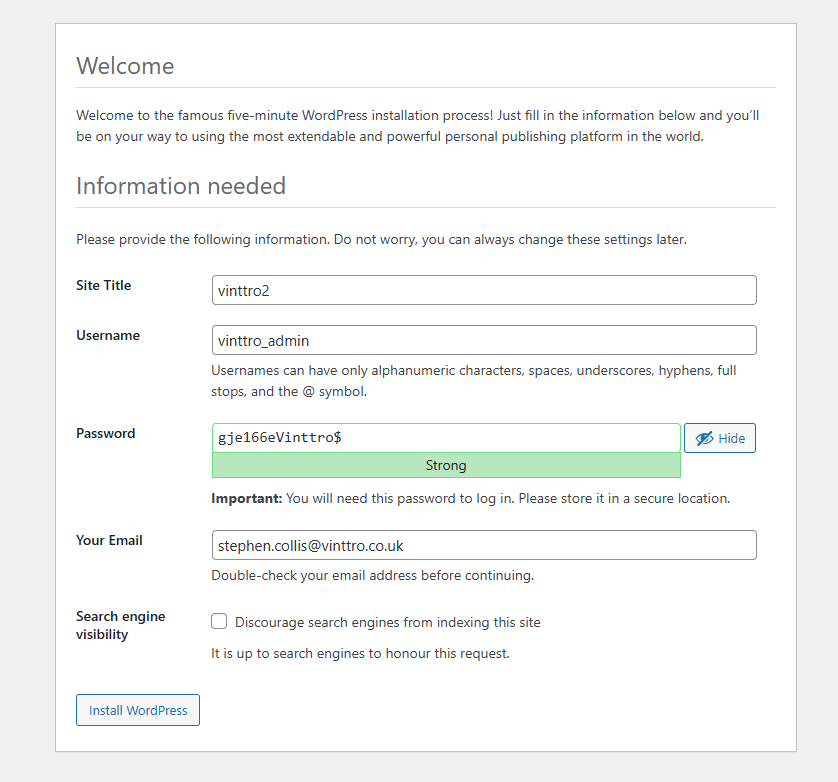 Welcome
Welcome to the famous five-minute WordPress installation process! Just fill in the information below and you’ll
be on your way to using the most extendable and powerful personal publishing platform in the world.
Information needed
Please provide the following information. Do not worry, you can always change these settings later.
Site Title
vinttro2
Username
vinttro_admin
Usernames can have only alphanumeric characters, spaces, underscores, hyphens, full
stops, and the @ symbol.
Password
gje166eVinttro$
Hide
Strong
Important: You will need this password to log in. Please store it in a secure location.
Your Email
stephen.collis@vinttro.co.uk
Double-check your email address before continuing.
Search engine
visibility
Discourage search engines from indexing this site
It is up to search engines to honour this request.
Install WordPress